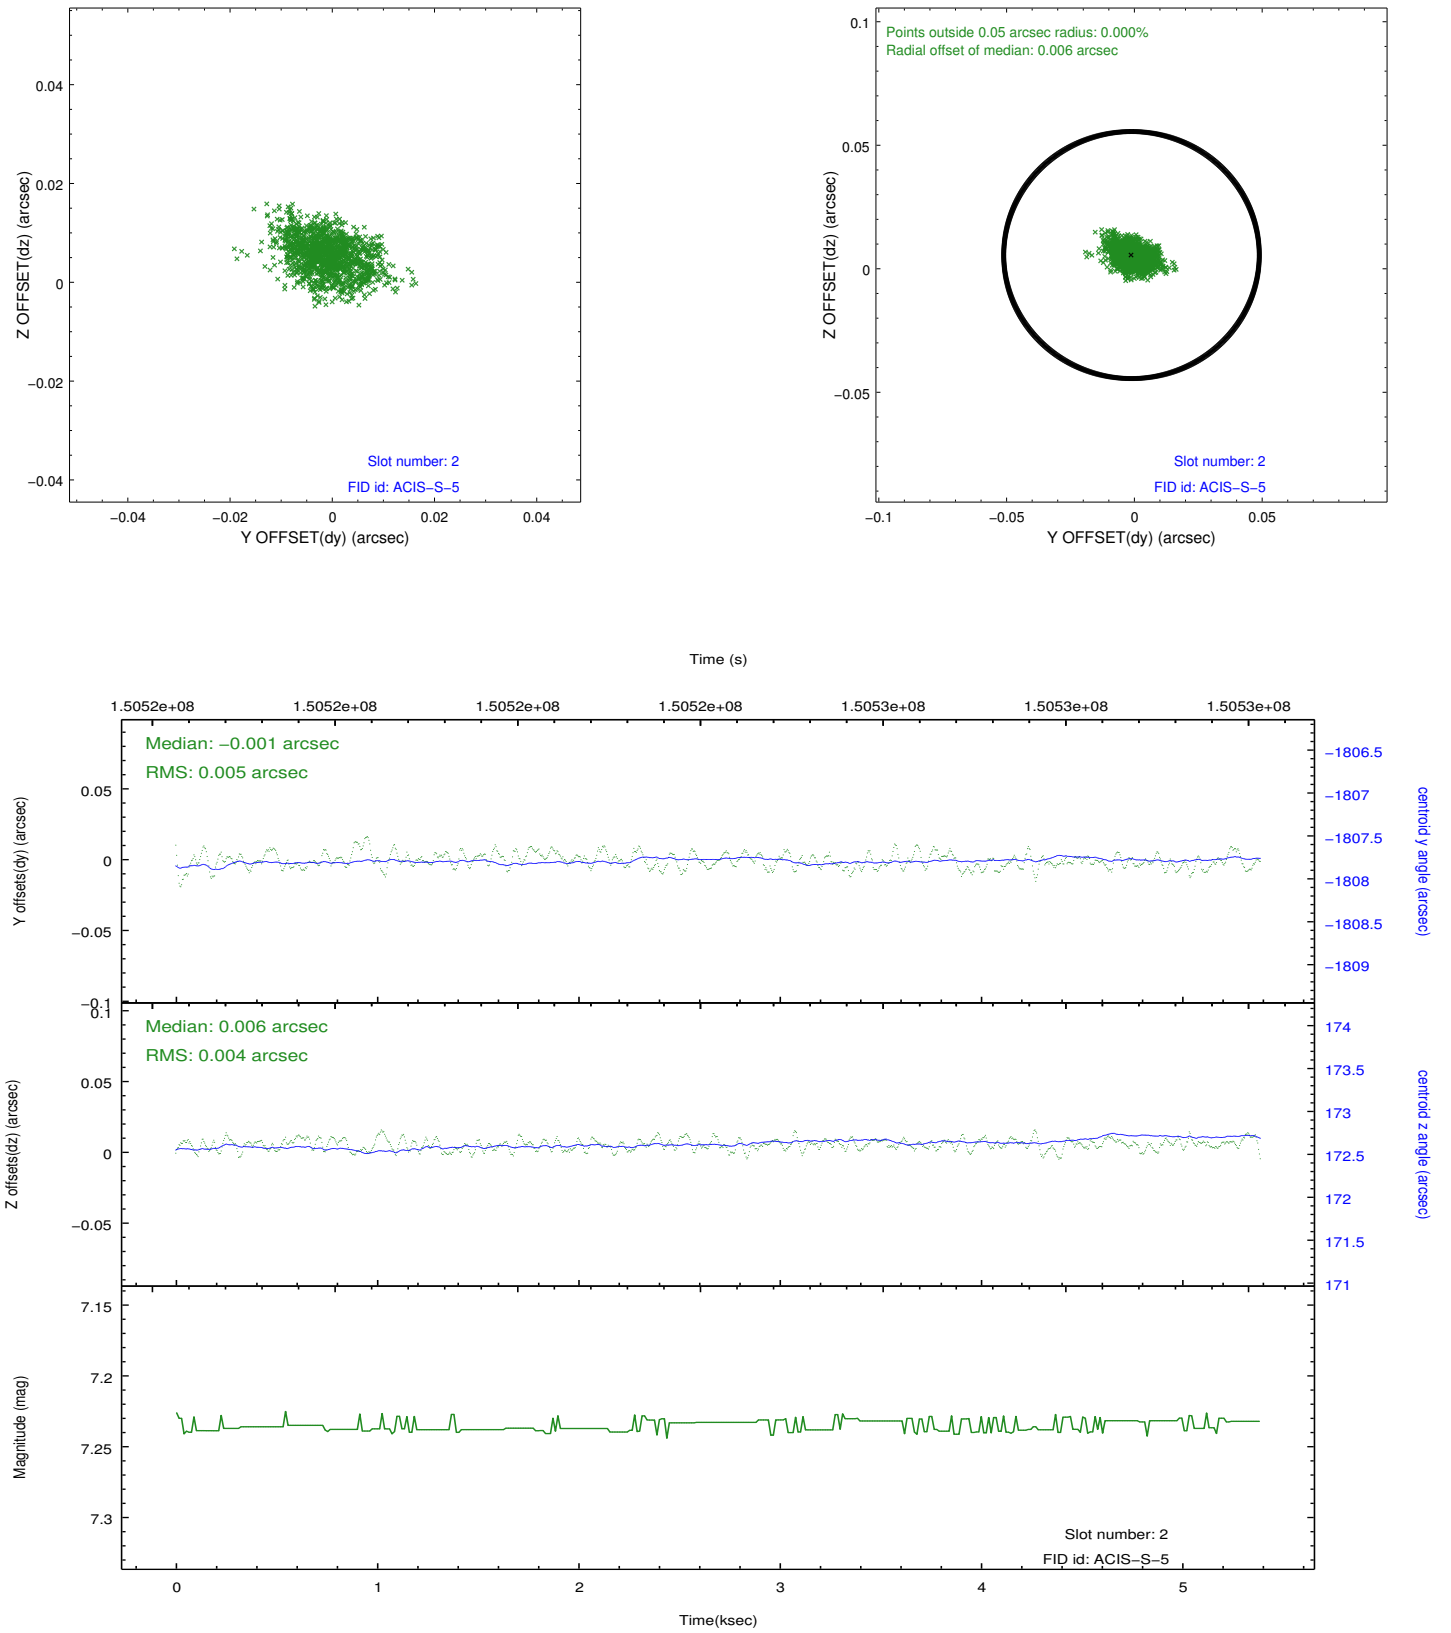 0.04
0.02
0
−0.02
−0.04
Z OFFSET(dz) (arcsec)
Slot number: 2
FID id: ACIS−S−5
−0.04
−0.02
0
0.02
0.04
Y OFFSET(dy) (arcsec)
0.1
0.05
0
−0.05
Z OFFSET(dz) (arcsec)
Points outside 0.05 arcsec radius: 0.000%
Radial offset of median: 0.006 arcsec
Slot number: 2
FID id: ACIS−S−5
−0.1
−0.05
0
0.05
Y OFFSET(dy) (arcsec)
Time (s)
1.5052e+08
1.5052e+08
1.5052e+08
1.5052e+08
1.5053e+08
1.5053e+08
1.5053e+08
Median: −0.001 arcsec
RMS: 0.005 arcsec
0.05
0
−0.05
−0.1
Y offsets(dy) (arcsec)
−1806.5
−1807
−1807.5
−1808
−1808.5
−1809
centroid y angle (arcsec)
Median: 0.006 arcsec
RMS: 0.004 arcsec
0.1
0.05
0
−0.05
Z offsets(dz) (arcsec)
174
173.5
173
172.5
172
171.5
171
centroid z angle (arcsec)
7.15
7.2
7.25
7.3
Magnitude (mag)
Slot number: 2
FID id: ACIS−S−5
0
1
2
3
4
5
Time(ksec)